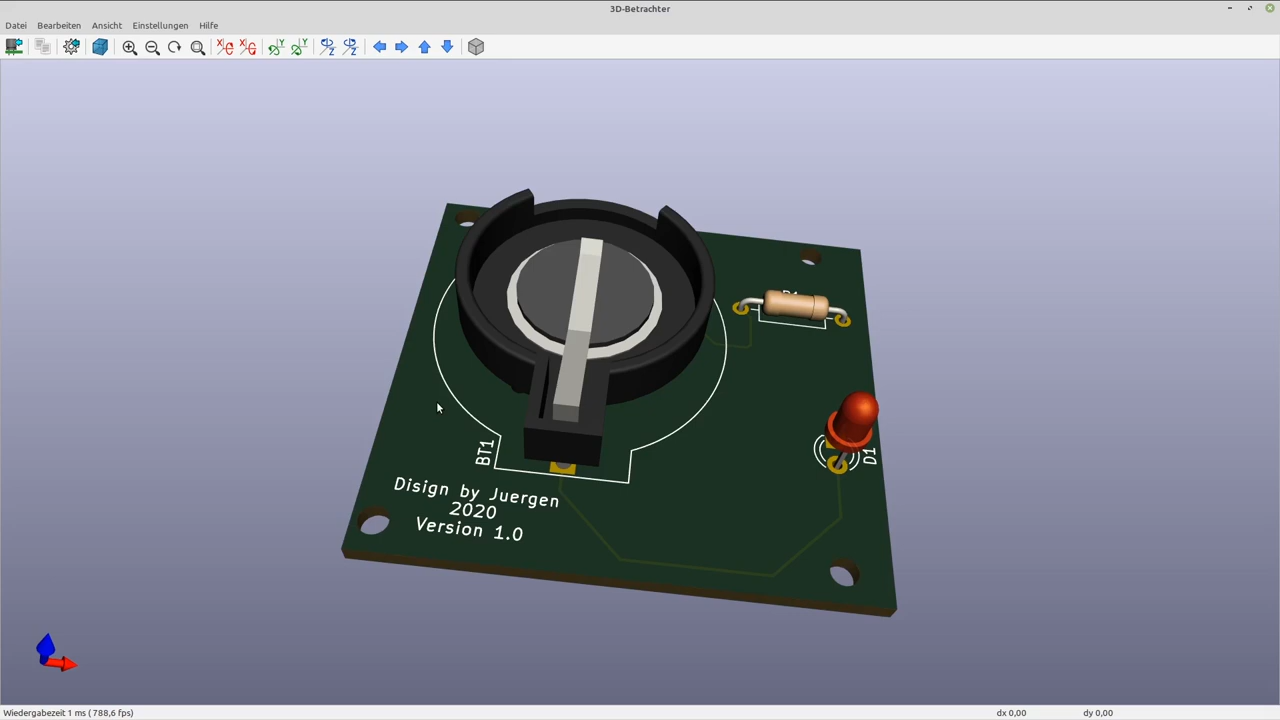 3D-Betrachter
Datei Bearbeiten Ansicht Einstellungen Hilfe
BT1
D1
Disign by Juergen
2020
Version 1.0
Wiedergabezeit 1 ms (788,6 fps)
dx 0,00
dy 0,00